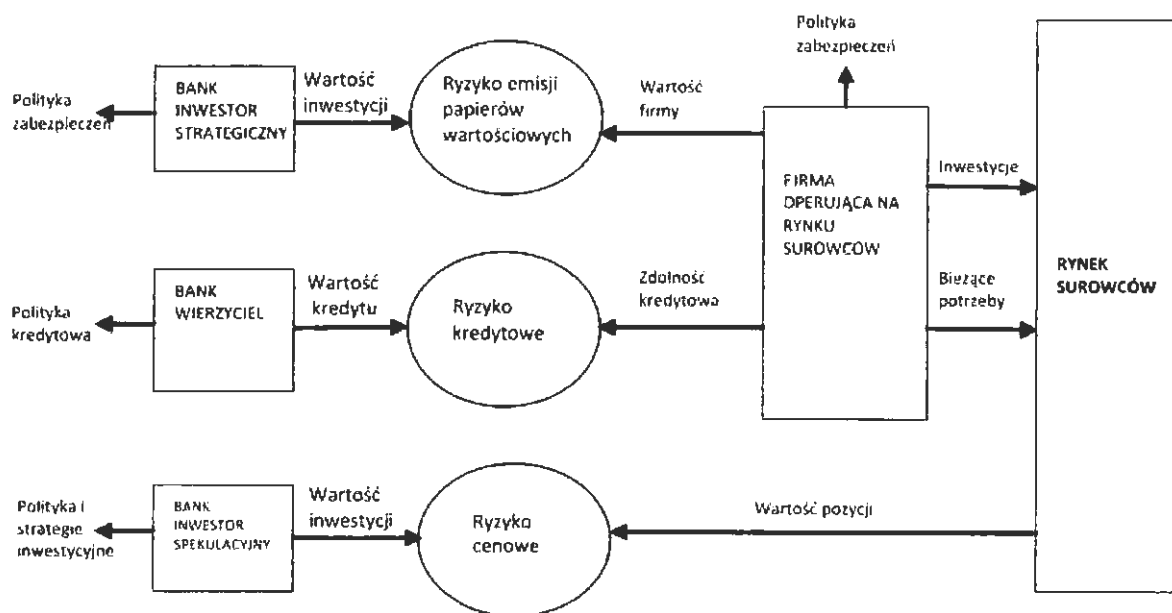 Polityka
zabezpieczeń
BANK
INWESTOR
STRATEGICZNY
Wartość
inwestycji
Ryzyko emisji
papierów
wartościowych
Wartość
firmy
Polityka
zabezpieczeń
FIRMA
OPERUJĄCA NA
RYNKU
SUROWCÓW
Inwestycje
Bieżące
potrzeby
RYNEK
SUROWCÓW
Polityka
kredytowa
BANK
WIERZYCIEL
Wartość
kredytu
Ryzyko
kredytowe
Zdolność
kredytowa
Polityka i
strategie
inwestycyjne
BANK
INWESTOR
SPEKULACYJNY
Wartość
inwestycji
Ryzyko
cenowe
Wartość pozycji